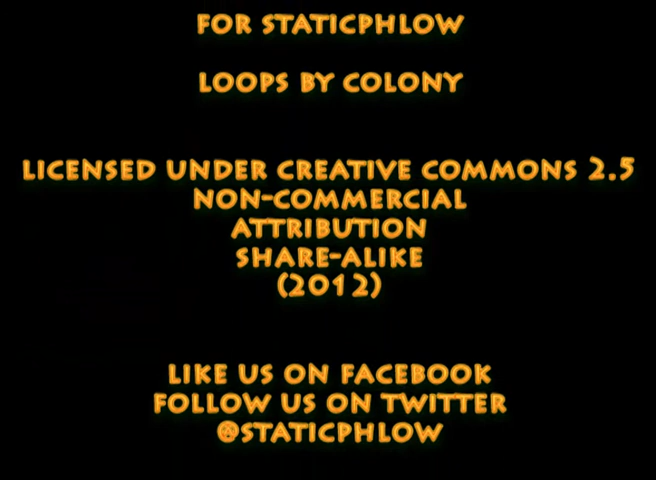 FOR STATICPHLOW
LOOPS BY COLONY
LICENSED UNDER CREATIVE COMMONS 2.5
NON-COMMERCIAL
ATTRIBUTION
SHARE-ALIKE
(2012)
LIKE US ON FACEBOOK
FOLLOW US ON TWITTER
@STATICPHLOW